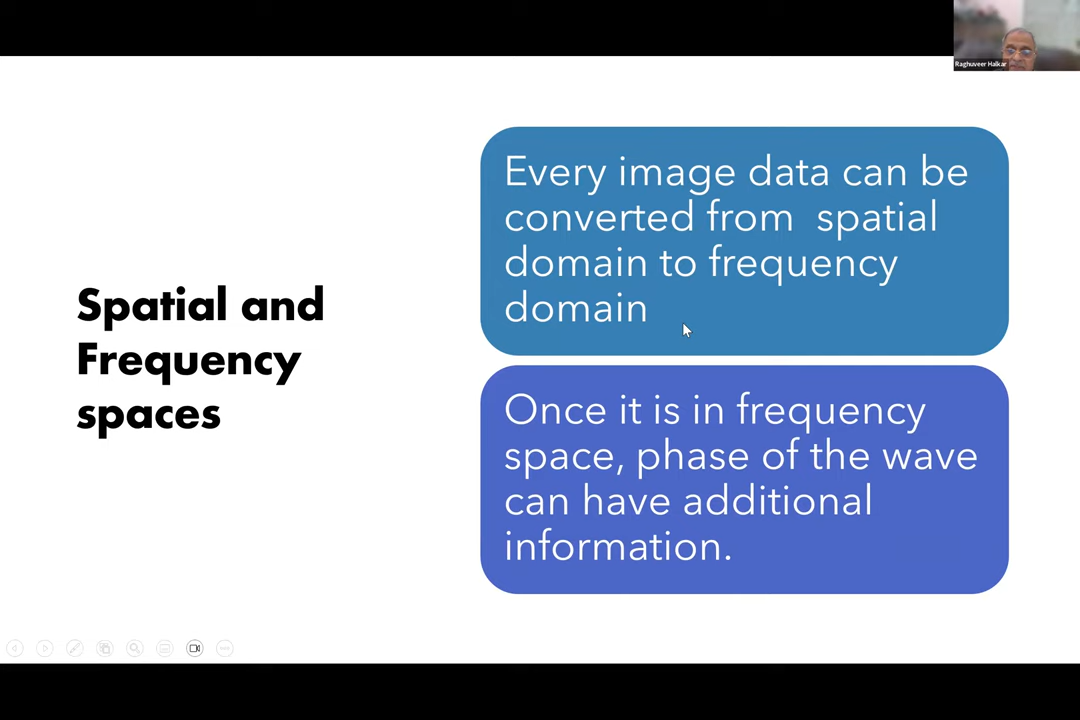 Raghuveer Halkar
Spatial and
Frequency
spaces
Every image data can be
converted from  spatial
domain to frequency
domain
Once it is in frequency
space, phase of the wave
can have additional
information.